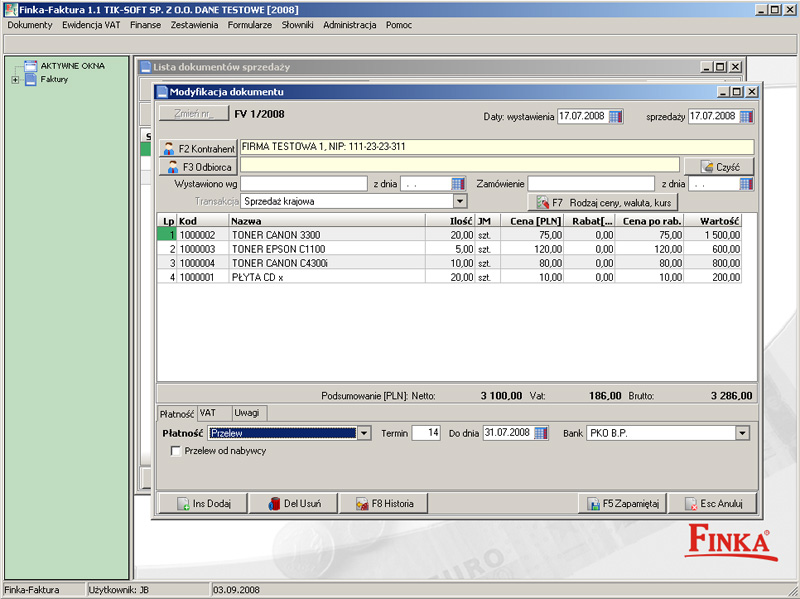 Finka-Faktura 1.1 TIK-SOFT SP. Z O.O. DANE TESTOWE [2008]
Dokumenty Ewidencja VAT Finanse Zestawienia Formularze Słowniki Administracja Pomoc
AKTYWNE OKNA
Faktury
Lista dokumentów sprzedaży
Modyfikacja dokumentu
Zmień nr_ FV 1/2008 Daty: wystawienia 17.07.2008 sprzedaży 17.07.2008
F2 Kontrahent FIRMA TESTOWA 1, NIP: 111-23-23-311
F3 Odbiorca Czyść
Wystawiono wg z dnia . . Zamówienie z dnia . .
Transakcja Sprzedaż krajowa F7 Rodzaj ceny, waluta, kurs
Lp Kod Nazwa Ilość JM Cena [PLN] Rabat[... Cena po rab. Wartość
1 1000002 TONER CANON 3300 20,00 szt. 75,00 0,00 75,00 1 500,00
2 1000003 TONER EPSON C1100 5,00 szt. 120,00 0,00 120,00 600,00
3 1000004 TONER CANON C4300i 10,00 szt. 80,00 0,00 80,00 800,00
4 1000001 PŁYTA CD x 20,00 szt. 10,00 0,00 10,00 200,00
Podsumowanie [PLN]: Netto: 3 100,00 Vat: 186,00 Brutto: 3 286,00
Płatność VAT Uwagi
Płatność Przelew Termin 14 Do dnia 31.07.2008 Bank PKO B.P.
Przelew od nabywcy
Ins Dodaj Del Usuń F8 Historia F5 Zapamiętaj Esc Anuluj
FINKA®
EURO
Finka-Faktura Użytkownik: JB 03.09.2008